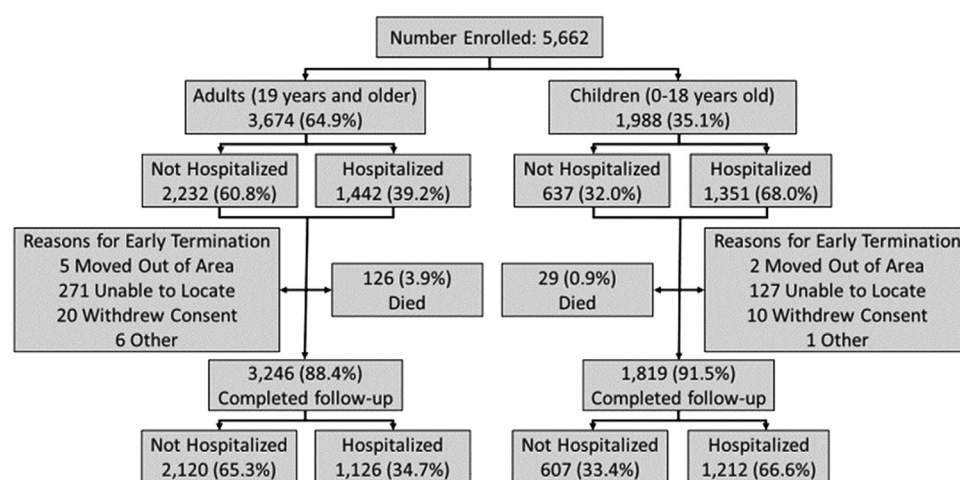 Number Enrolled: 5,662
Adults (19 years and older)
3,674 (64.9%)
Children (0-18 years old)
1,988 (35.1%)
Not Hospitalized
2,232 (60.8%)
Hospitalized
1,442 (39.2%)
Not Hospitalized
637 (32.0%)
Hospitalized
1,351 (68.0%)
Reasons for Early Termination
5 Moved Out of Area
271 Unable to Locate
20 Withdrew Consent
6 Other
126 (3.9%)
Died
29 (0.9%)
Died
Reasons for Early Termination
2 Moved Out of Area
127 Unable to Locate
10 Withdrew Consent
1 Other
3,246 (88.4%)
Completed follow-up
1,819 (91.5%)
Completed follow-up
Not Hospitalized
2,120 (65.3%)
Hospitalized
1,126 (34.7%)
Not Hospitalized
607 (33.4%)
Hospitalized
1,212 (66.6%)